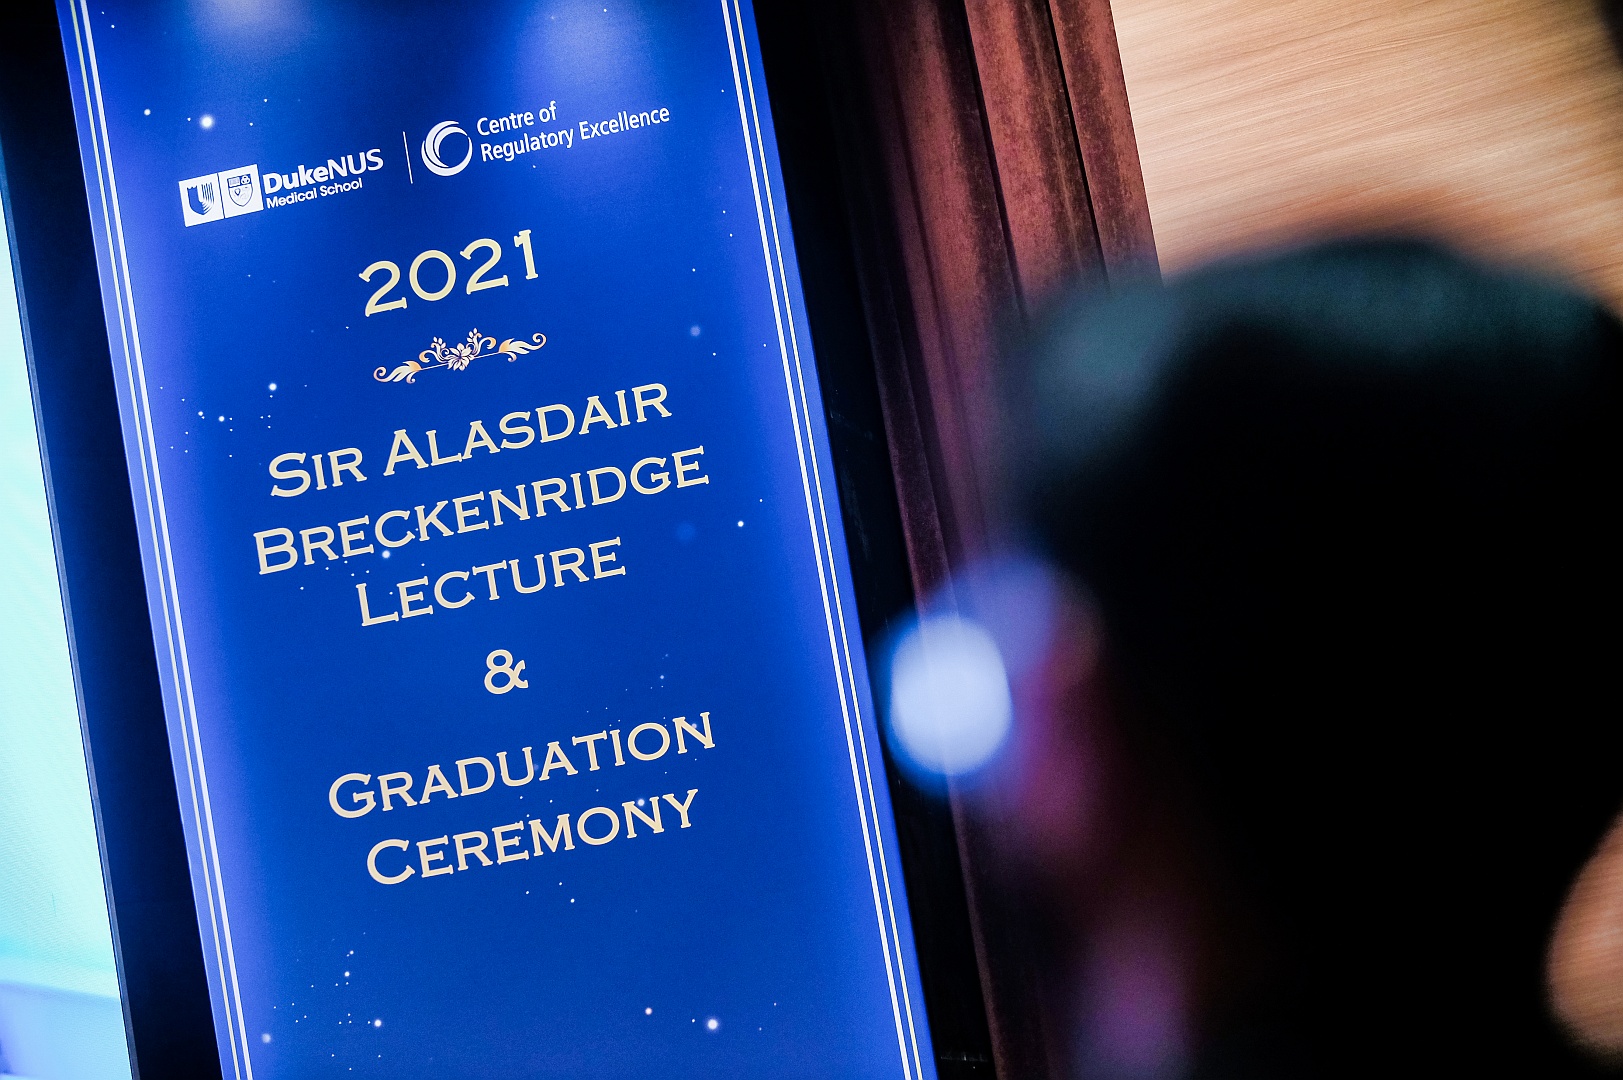 DukeNUS
Medical School
Centre of
Regulatory Excellence
2021
SIR ALASDAIR
BRECKENRIDGE
LECTURE
&
GRADUATION
CEREMONY